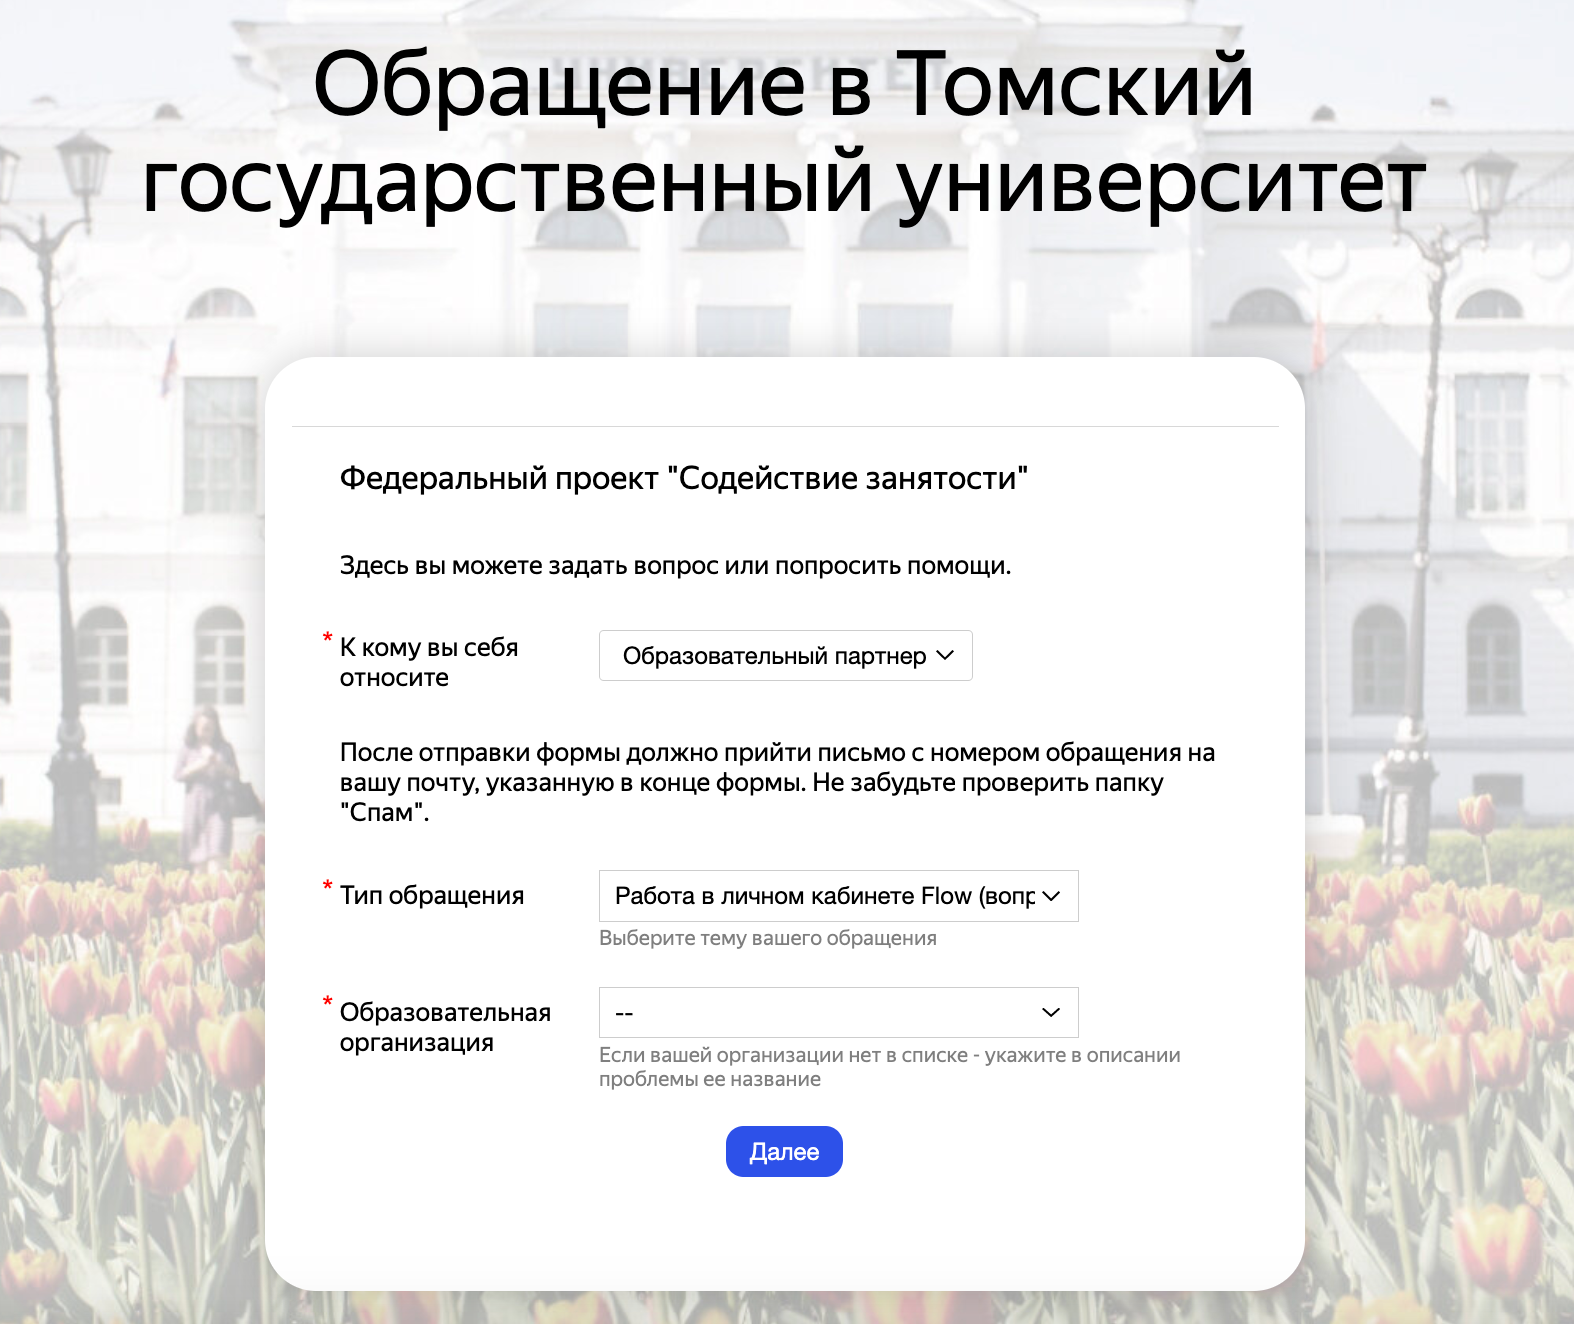 Обращение в Томский
государственный университет
Федеральный проект "Содействие занятости"
Здесь вы можете задать вопрос или попросить помощи.
* К кому вы себя
относите
Образовательный партнер
После отправки формы должно прийти письмо с номером обращения на
вашу почту, указанную в конце формы. Не забудьте проверить папку
"Спам".
* Тип обращения
Работа в личном кабинете Flow (вопр
Выберите тему вашего обращения
* Образовательная
организация
--
Если вашей организации нет в списке - укажите в описании
проблемы ее название
Далее